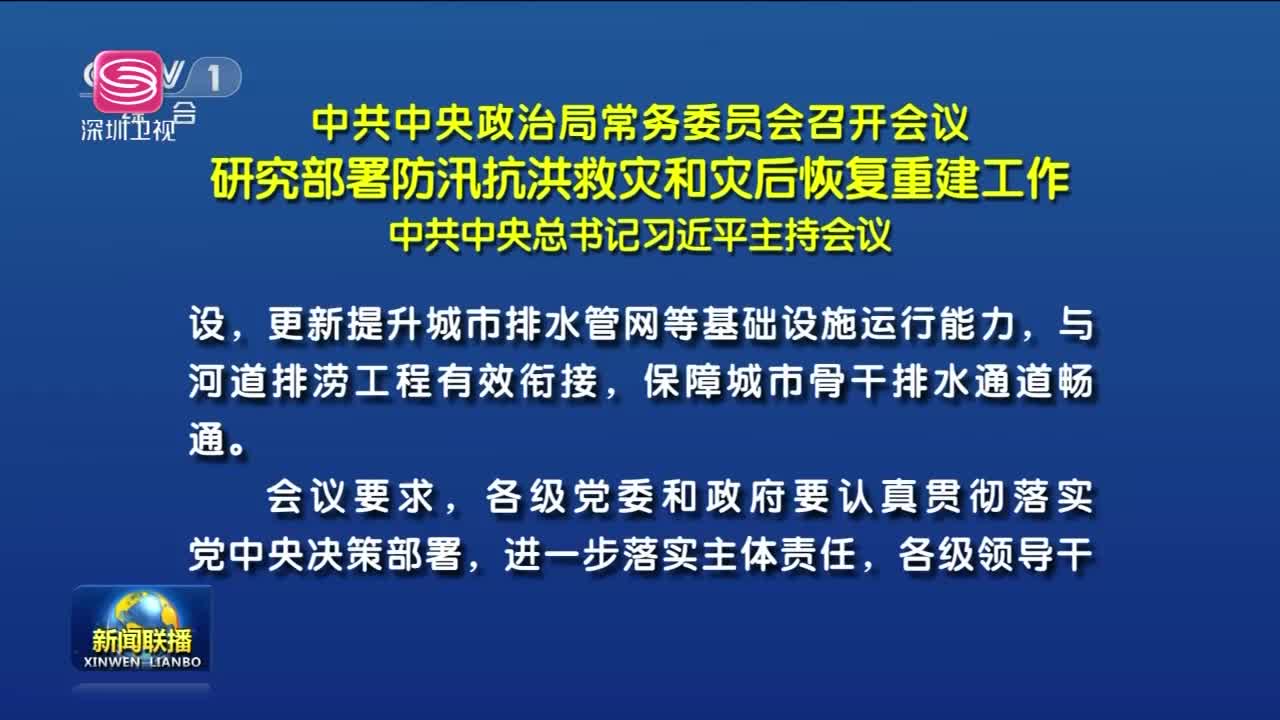 1
合
深圳卫视
中共中央政治局常务委员会召开会议
研究部署防汛抗洪救灾和灾后恢复重建工作
中共中央总书记习近平主持会议
设，更新提升城市排水管网等基础设施运行能力，与
河道排涝工程有效衔接，保障城市骨干排水通道畅
通。
会议要求，各级党委和政府要认真贯彻落实
党中央决策部署，进一步落实主体责任，各级领导干
新闻联播
XINWEN LIANBO